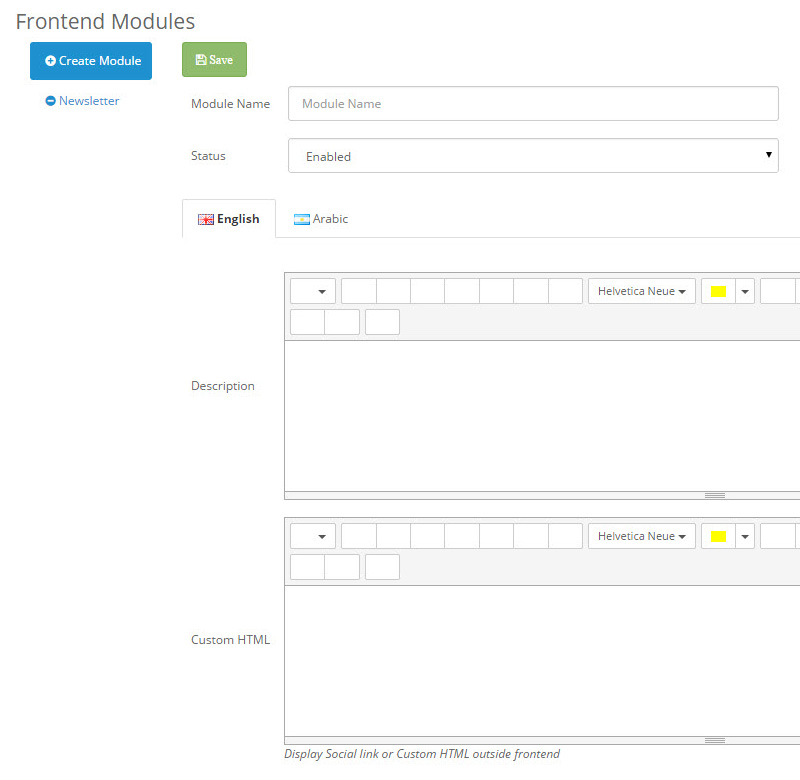 Frontend Modules
Create Module
Save
Newsletter
Module Name
Module Name
Status
Enabled
English
Arabic
Helvetica Neue
Description
Helvetica Neue
Custom HTML
Display Social link or Custom HTML outside frontend